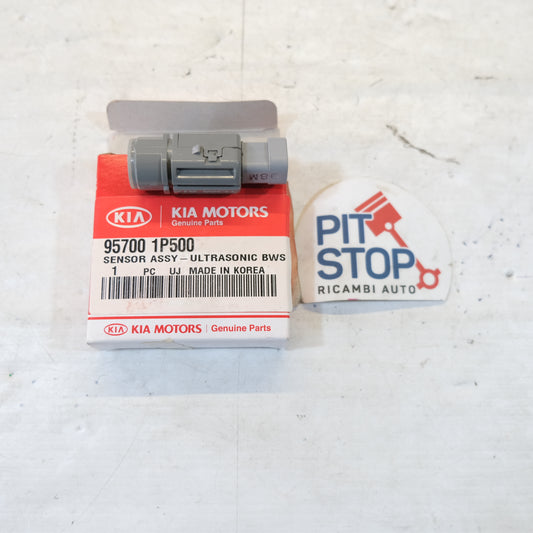 KIA
KIA MOTORS
Genuine Parts
95700 1P500
SENSOR ASSY-ULTRASONIC BWS
1 PC UJ MADE IN KOREA
KIA KIA MOTORS Genuine Parts
PIT
STOP
RICAMBI AUTO